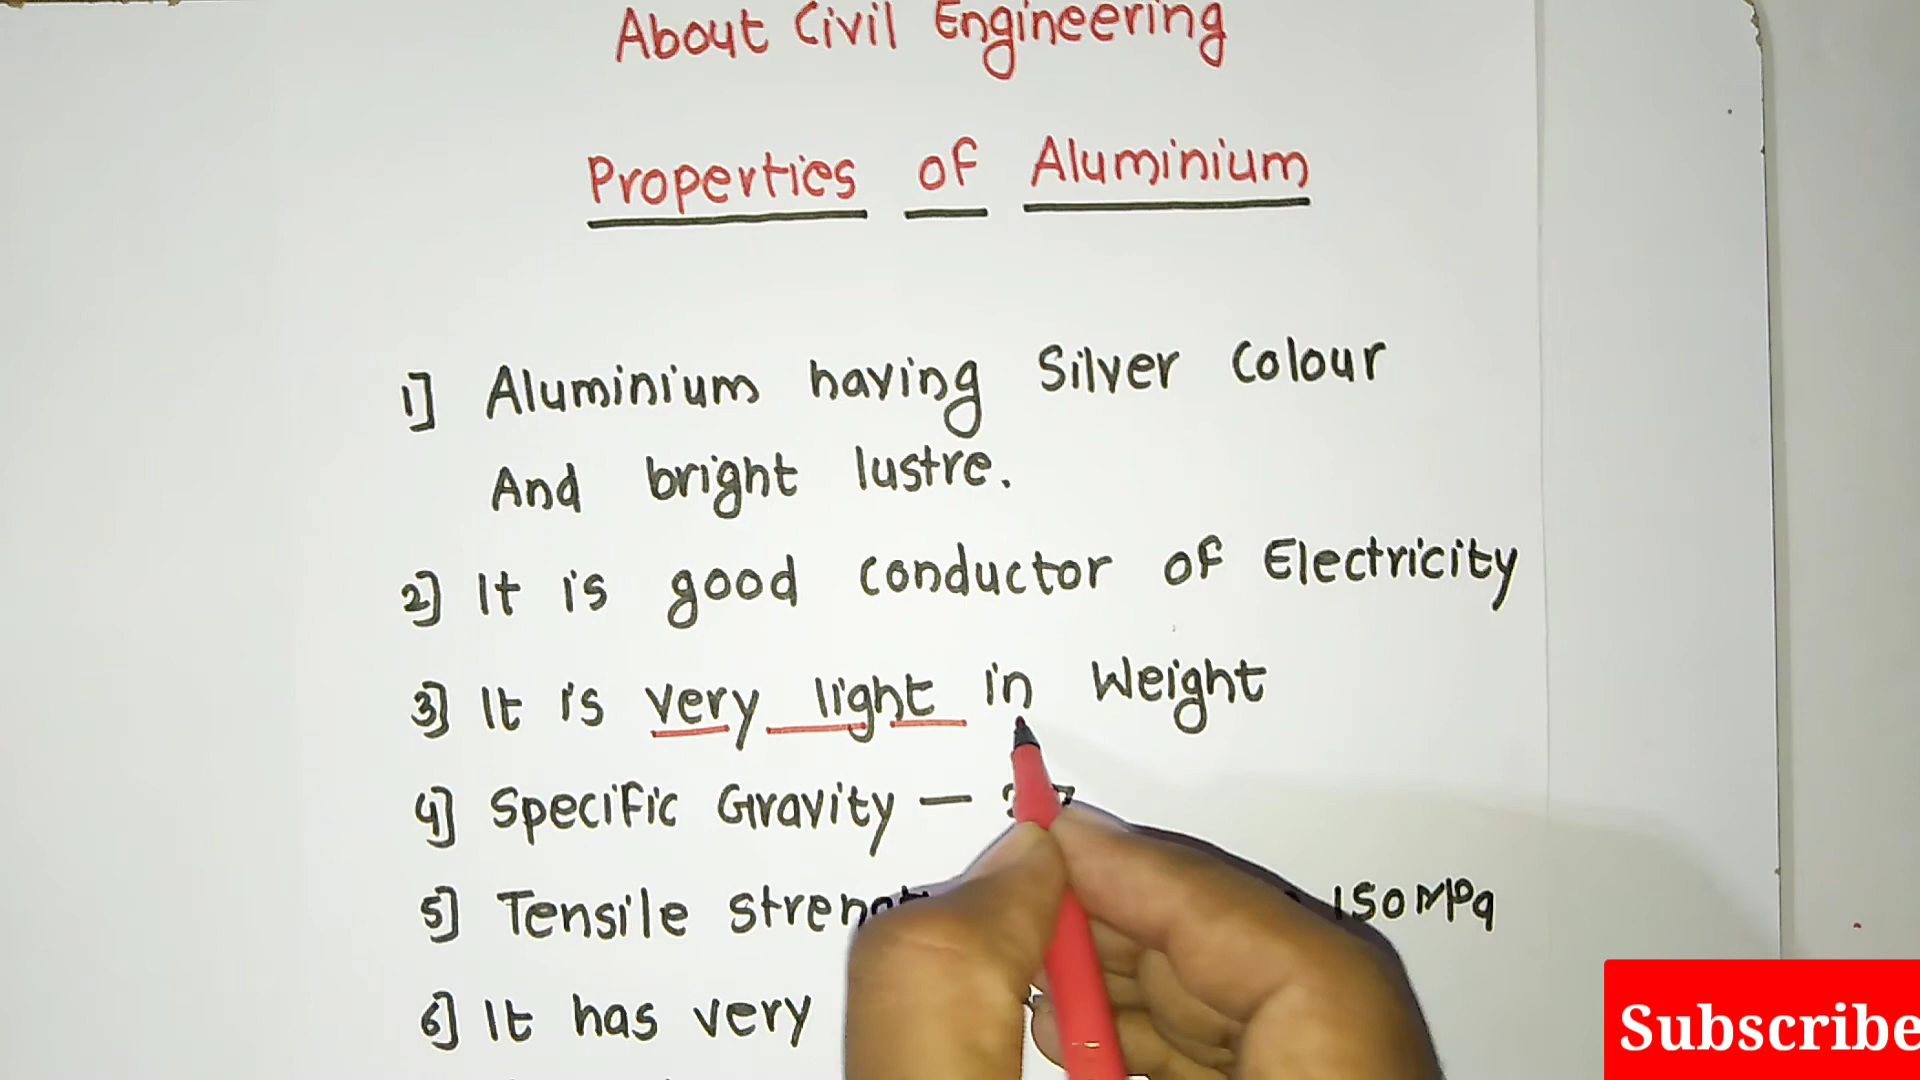 About Civil Engineering
Properties of Aluminium
1] Aluminium having Silver Colour
And bright lustre.
2] It is good conductor of Electricity
3] It is very light in Weight
4] Specific Gravity —
5] Tensile 150 MPa
6] It has very
Subscribe